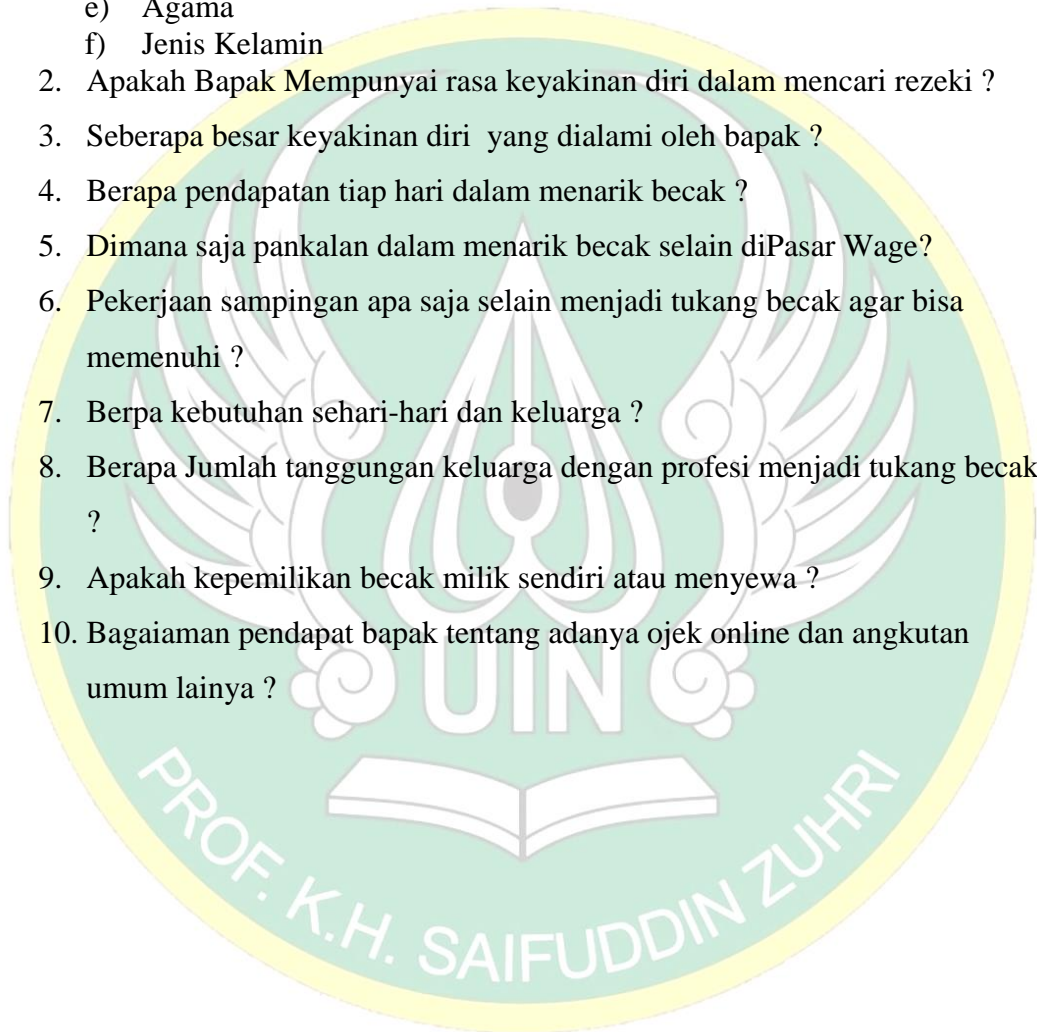 e) Agama
f) Jenis Kelamin
2. Apakah Bapak Mempunyai rasa keyakinan diri dalam mencari rezeki ?
3. Seberapa besar keyakinan diri yang dialami oleh bapak ?
4. Berapa pendapatan tiap hari dalam menarik becak ?
5. Dimana saja pankalan dalam menarik becak selain diPasar Wage?
6. Pekerjaan sampingan apa saja selain menjadi tukang becak agar bisa
memenuhi ?
7. Berpa kebutuhan sehari-hari dan keluarga ?
8. Berapa Jumlah tanggungan keluarga dengan profesi menjadi tukang becak
?
9. Apakah kepemilikan becak milik sendiri atau menyewa ?
10. Bagaiaman pendapat bapak tentang adanya ojek online dan angkutan
umum lainya ?
UIN
PROF. K.H. SAIFUDDIN ZUHRI